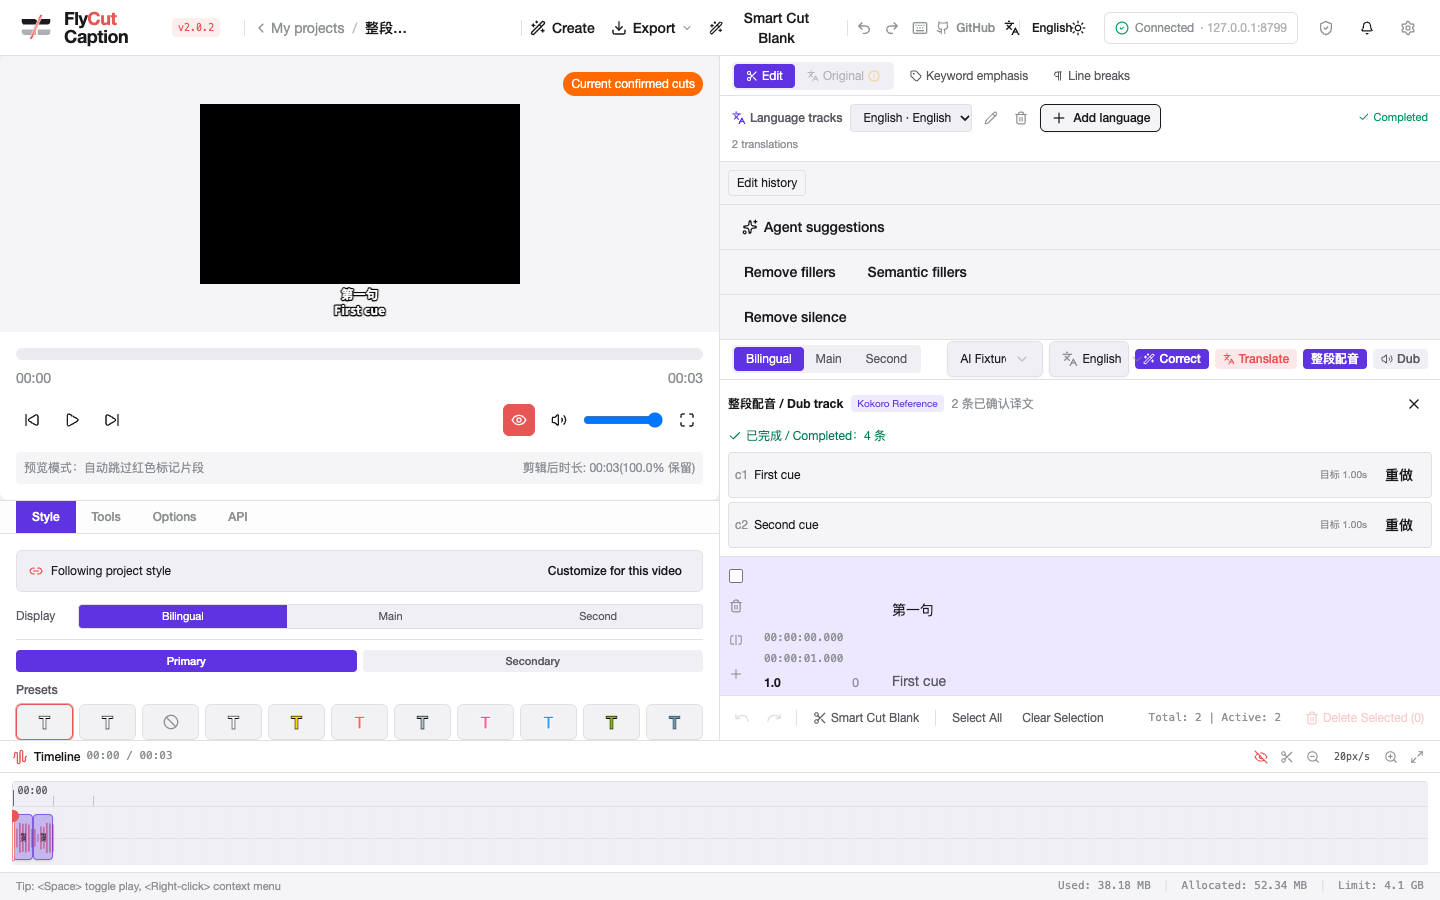 FlyCut
Caption
v2.0.2
My projects / 整段...
Create
Export
Smart Cut
Blank
GitHub
English
Connected · 127.0.0.1:8799
Current confirmed cuts
第一句
First cue
00:00
00:03
预览模式：自动跳过红色标记片段
剪辑后时长: 00:03(100.0% 保留)
Style
Tools
Options
API
Following project style
Customize for this video
Display
Bilingual
Main
Second
Primary
Secondary
Presets
T T T T T T T T T T
Edit
Original
Keyword emphasis
Line breaks
Language tracks
English · English
Add language
Completed
2 translations
Edit history
Agent suggestions
Remove fillers
Semantic fillers
Remove silence
Bilingual
Main
Second
AI Fixtur
English
Correct
Translate
整段配音
Dub
整段配音 / Dub track
Kokoro Reference
2 条已确认译文
已完成 / Completed：4 条
c1 First cue
目标 1.00s
重做
c2 Second cue
目标 1.00s
重做
第一句
00:00:00.000
00:00:01.000
1.0
0
First cue
Smart Cut Blank
Select All
Clear Selection
Total: 2 | Active: 2
Delete Selected (0)
Timeline 00:00 / 00:03
20px/s
00:00
Tip: <Space> toggle play, <Right-click> context menu
Used: 38.18 MB
Allocated: 52.34 MB
Limit: 4.1 GB